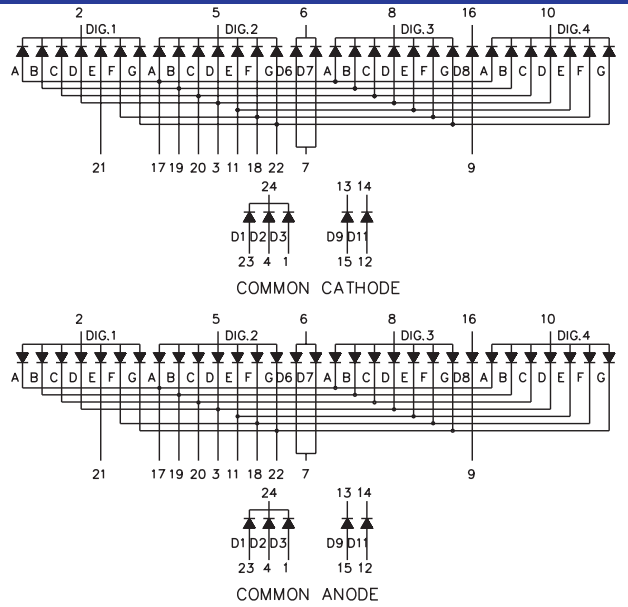 2 5 6 8 16 10
DIG.1 DIG.2 DIG.3 DIG.4
A B C D E F G A B C D E F G D6 D7 A B C D E F G D8 A B C D E F G
21 17 19 20 3 11 18 22 7 9
24 13 14
D1 D2 D3 D9 D11
23 4 1 15 12
COMMON CATHODE
2 5 6 8 16 10
DIG.1 DIG.2 DIG.3 DIG.4
A B C D E F G A B C D E F G D6 D7 A B C D E F G D8 A B C D E F G
21 17 19 20 3 11 18 22 7 9
24 13 14
D1 D2 D3 D9 D11
23 4 1 15 12
COMMON ANODE